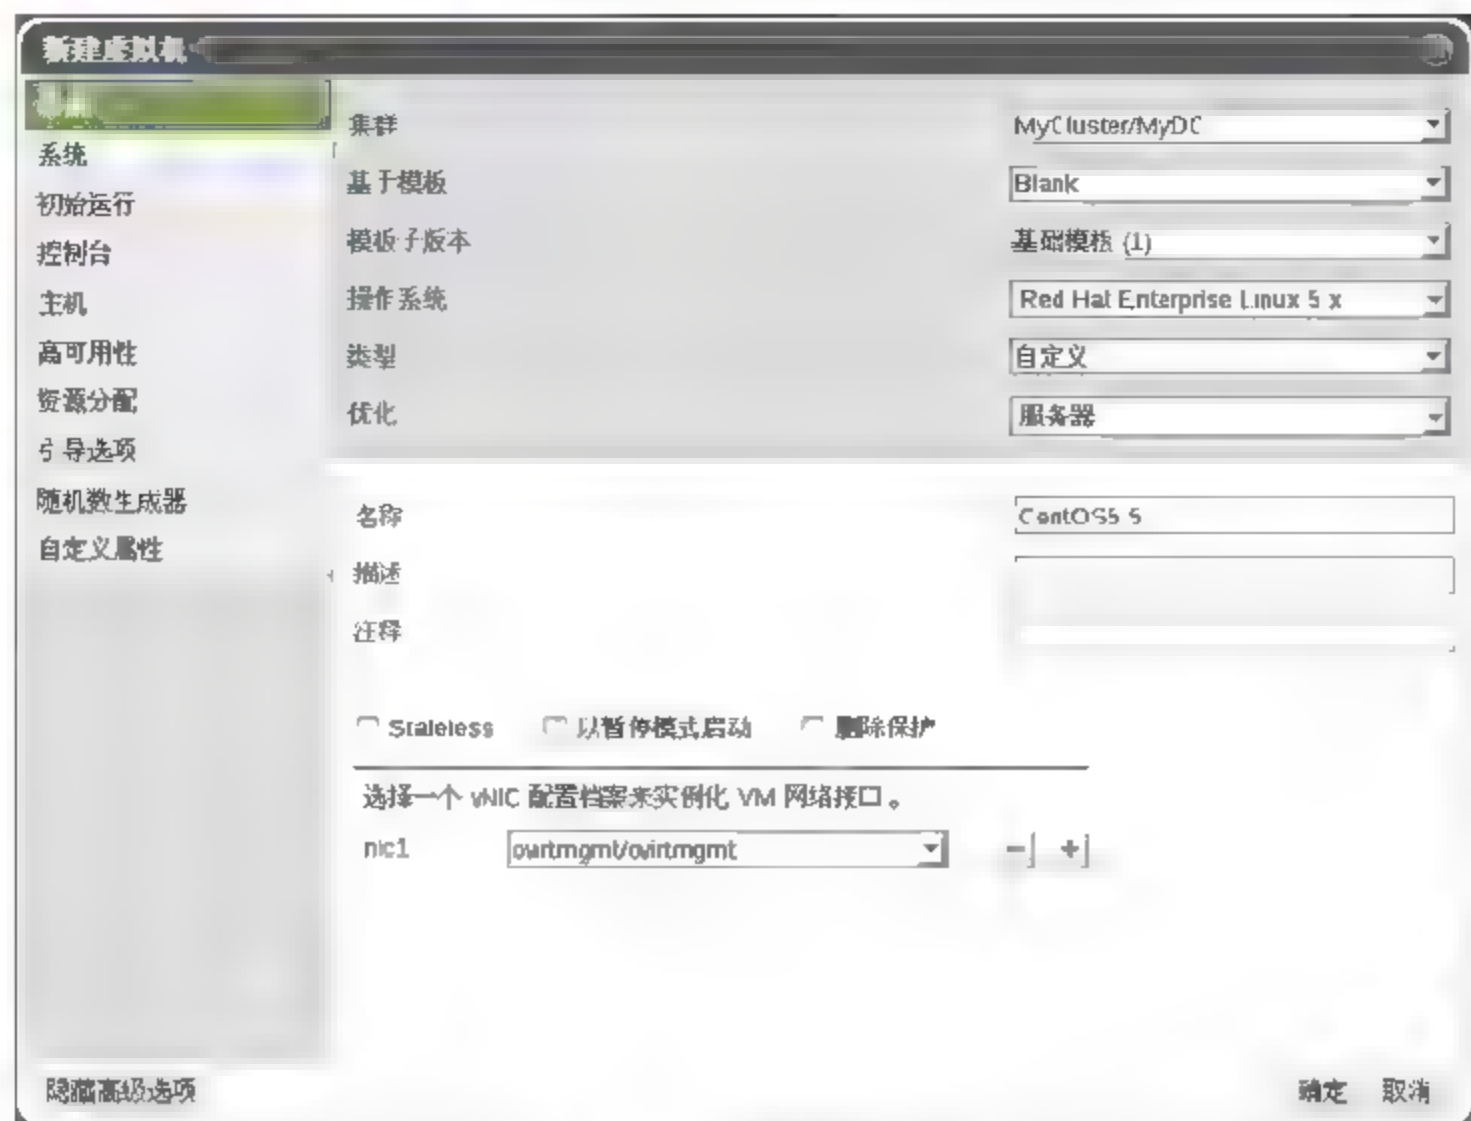 新建虚拟机
系统
初始运行
控制台
主机
高可用性
资源分配
引导选项
随机数生成器
自定义属性
集群 MyCluster/MyDC
基于模板 Blank
模板子版本 基础模板 (1)
操作系统 Red Hat Enterprise Linux 5 x
类型 自定义
优化 服务器
名称 CentOS5 5
描述
注释
Stateless 以暂停模式启动 删除保护
选择一个 vNIC 配置档案来实例化 VM 网络接口。
nic1 ovirtmgmt/ovirtmgmt - +
隐藏高级选项 确定 取消